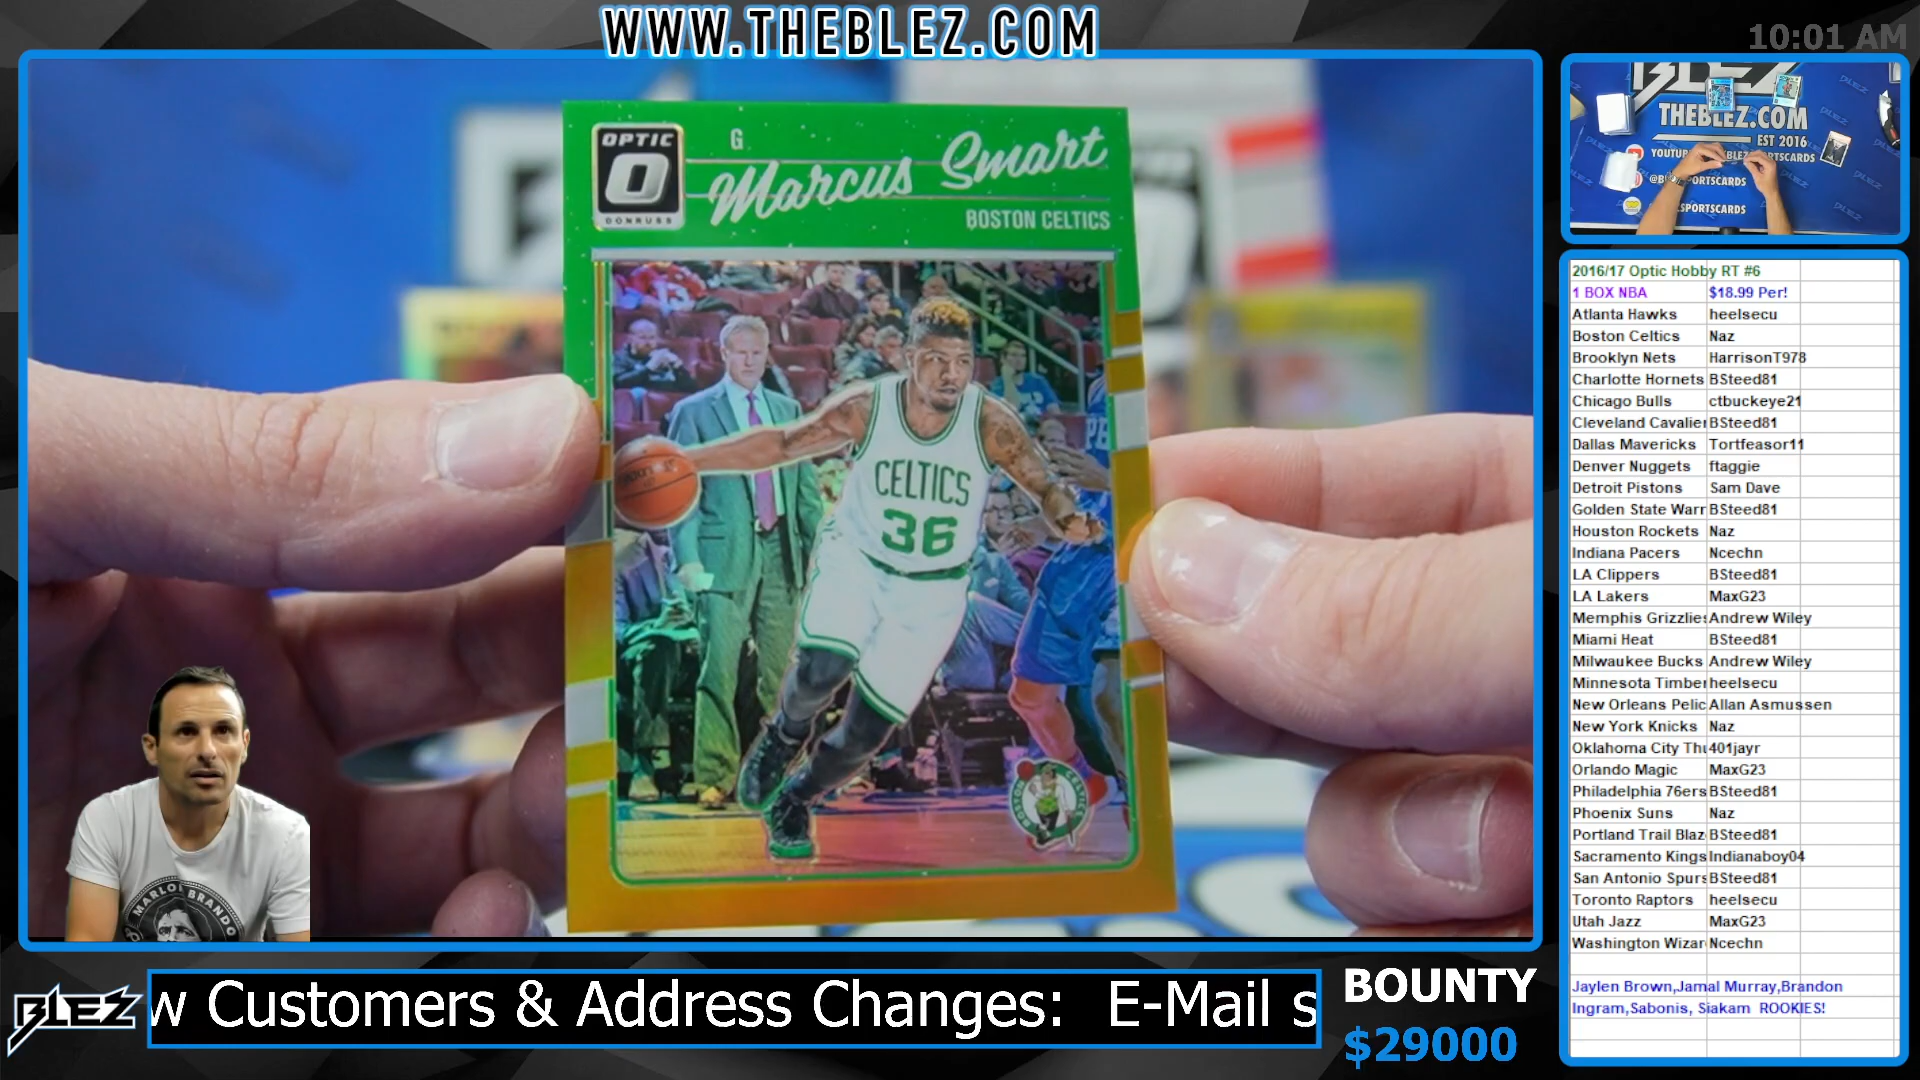 WWW.THEBLEZ.COM
10:01 AM
OPTIC
DONRUSS
G
Marcus Smart
BOSTON CELTICS
CELTICS
36
MARLON BRANDO
BLEZ
THEBLEZ.COM
EST 2016
2016/17 Optic Hobby RT #6
1 BOX NBA $18.99 Per!
Atlanta Hawks heelsecu
Boston Celtics Naz
Brooklyn Nets HarrisonT978
Charlotte Hornets BSteed81
Chicago Bulls ctbuckeye21
Cleveland Cavalier BSteed81
Dallas Mavericks Tortfeasor11
Denver Nuggets ftaggie
Detroit Pistons Sam Dave
Golden State Warr BSteed81
Houston Rockets Naz
Indiana Pacers Ncechn
LA Clippers BSteed81
LA Lakers MaxG23
Memphis Grizzlies Andrew Wiley
Miami Heat BSteed81
Milwaukee Bucks Andrew Wiley
Minnesota Timber heelsecu
New Orleans Pelic Allan Asmussen
New York Knicks Naz
Oklahoma City Thu 401jayr
Orlando Magic MaxG23
Philadelphia 76ers BSteed81
Phoenix Suns Naz
Portland Trail Blaz BSteed81
Sacramento Kings Indianaboy04
San Antonio Spurs BSteed81
Toronto Raptors heelsecu
Utah Jazz MaxG23
Washington Wizar Ncechn
Jaylen Brown,Jamal Murray,Brandon
Ingram,Sabonis, Siakam ROOKIES!
BLEZ
w Customers & Address Changes: E-Mail s
BOUNTY
$29000